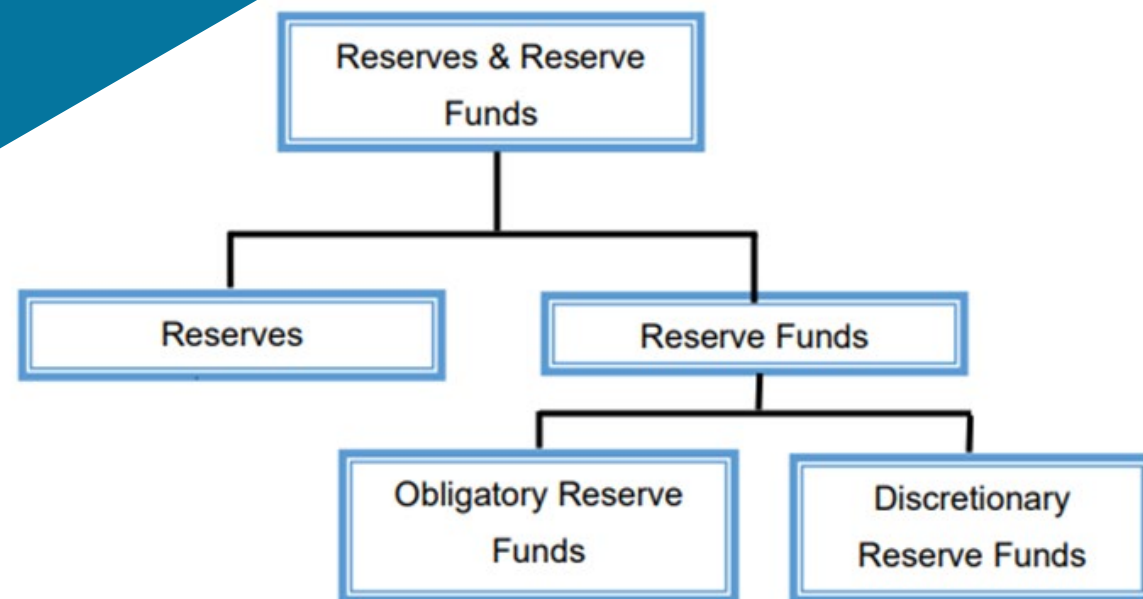 Reserves & Reserve
Funds
Reserves
Reserve Funds
Obligatory Reserve
Funds
Discretionary
Reserve Funds